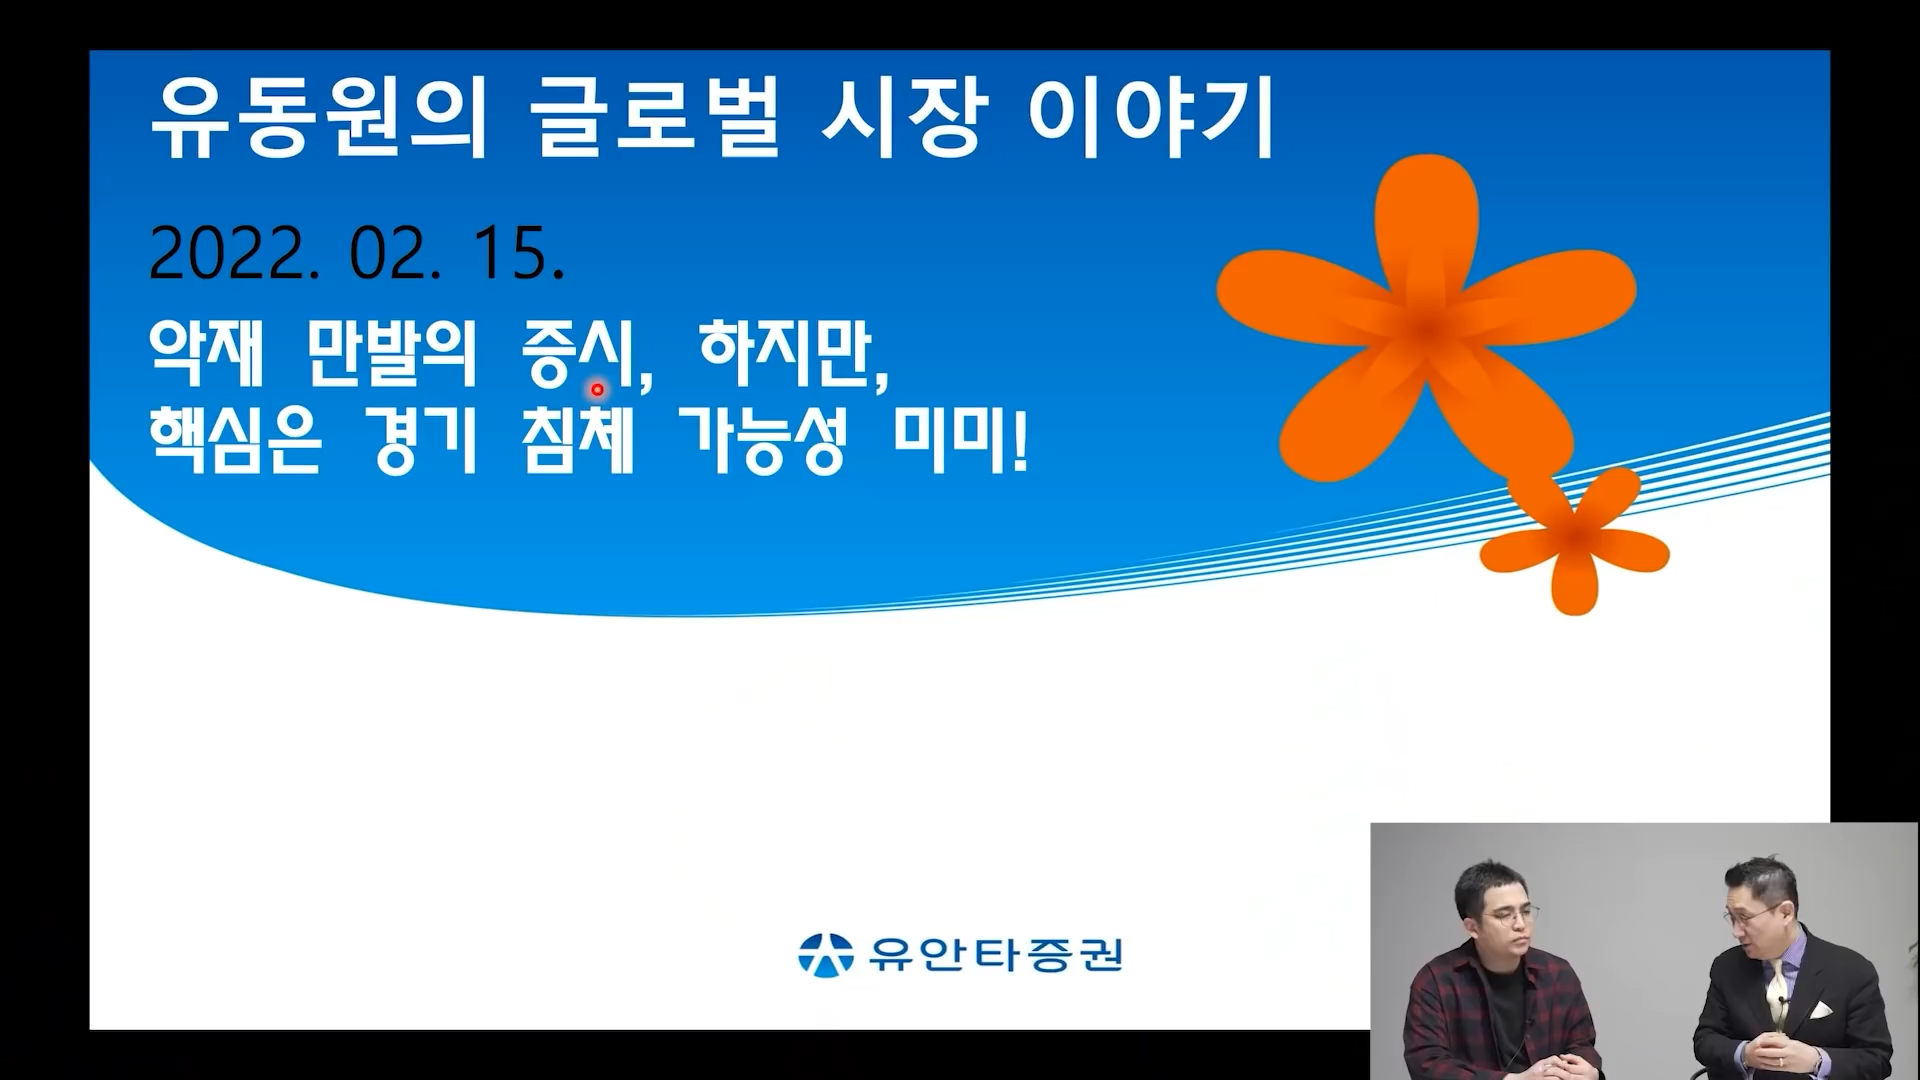 유동원의 글로벌 시장 이야기
2022. 02. 15.
악재 만발의 증시, 하지만,
핵심은 경기 침체 가능성 미미!
유안타증권